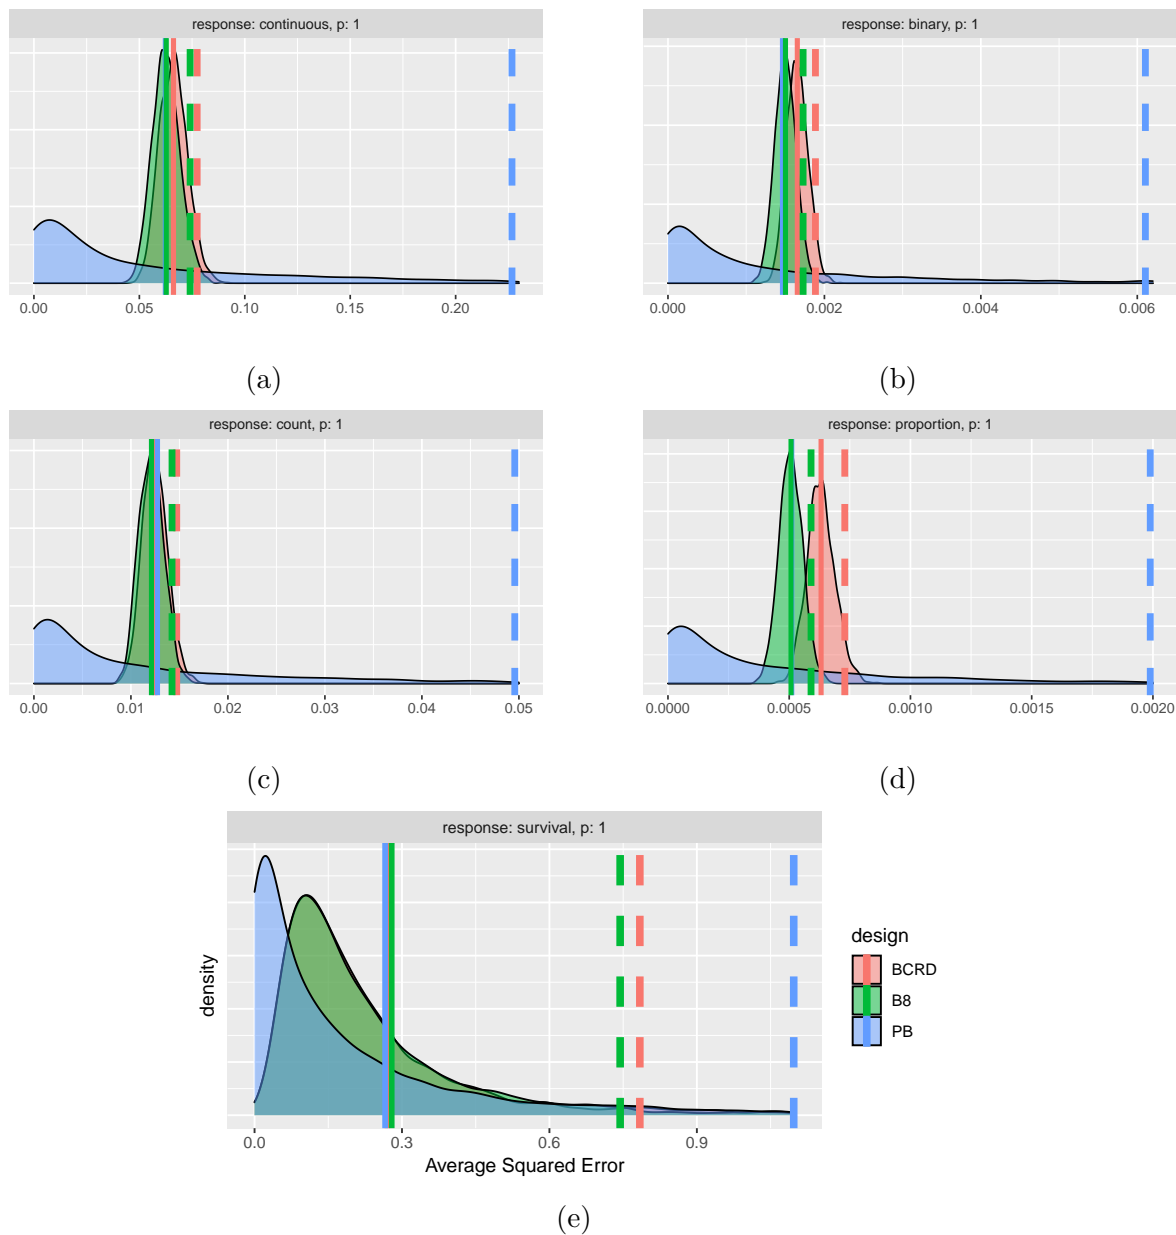 response: continuous, p: 1
0.00 0.05 0.10 0.15 0.20
(a)
response: binary, p: 1
0.000 0.002 0.004 0.006
(b)
response: count, p: 1
0.00 0.01 0.02 0.03 0.04 0.05
(c)
response: proportion, p: 1
0.0000 0.0005 0.0010 0.0015 0.0020
(d)
response: survival, p: 1
density
0.0 0.3 0.6 0.9
Average Squared Error
design
BCRD
B8
PB
(e)